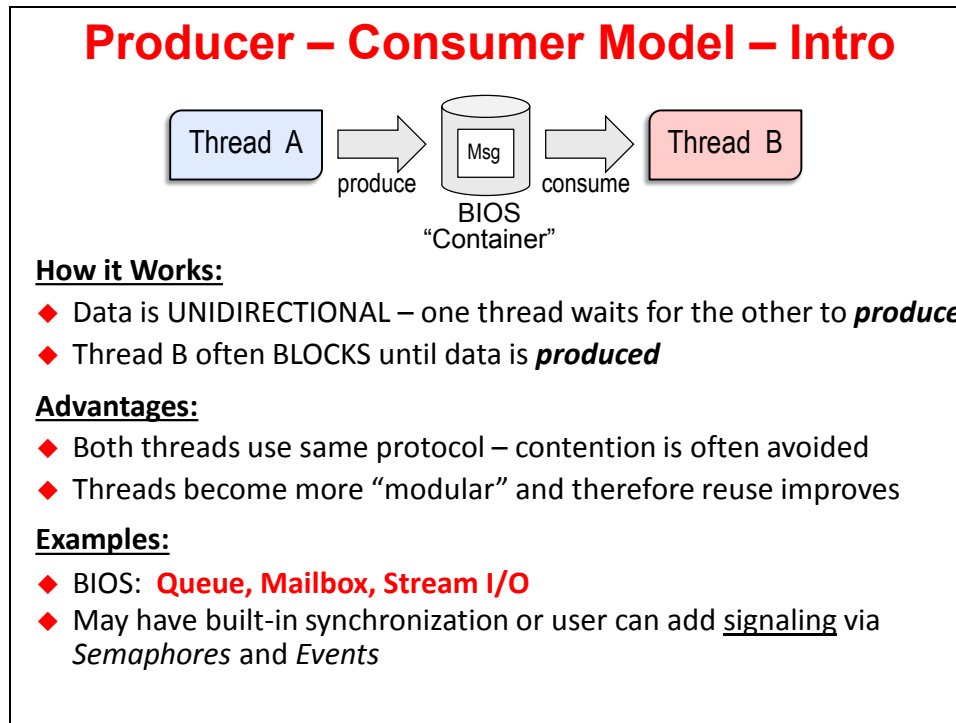 Producer – Consumer Model – Intro
Thread A
produce
Msg
BIOS
“Container”
consume
Thread B
How it Works:
◆ Data is UNIDIRECTIONAL – one thread waits for the other to produce
◆ Thread B often BLOCKS until data is produced
Advantages:
◆ Both threads use same protocol – contention is often avoided
◆ Threads become more “modular” and therefore reuse improves
Examples:
◆ BIOS: Queue, Mailbox, Stream I/O
◆ May have built-in synchronization or user can add signaling via
Semaphores and Events